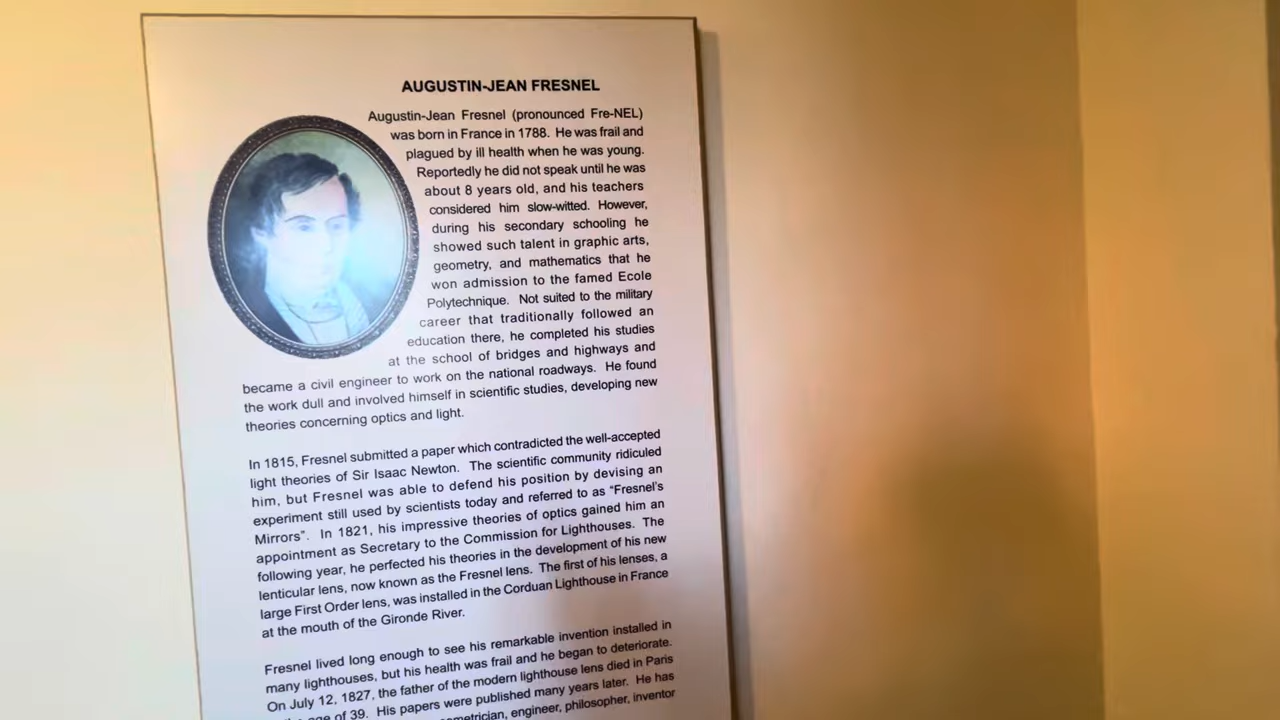 AUGUSTIN-JEAN FRESNEL
Augustin-Jean Fresnel (pronounced Fre-NEL)
was born in France in 1788. He was frail and
plagued by ill health when he was young.
Reportedly he did not speak until he was
about 8 years old, and his teachers
considered him slow-witted. However,
during his secondary schooling he
showed such talent in graphic arts,
geometry, and mathematics that he
won admission to the famed Ecole
Polytechnique. Not suited to the military
career that traditionally followed an
education there, he completed his studies
at the school of bridges and highways and
became a civil engineer to work on the national roadways. He found
the work dull and involved himself in scientific studies, developing new
theories concerning optics and light.
In 1815, Fresnel submitted a paper which contradicted the well-accepted
light theories of Sir Isaac Newton. The scientific community ridiculed
him, but Fresnel was able to defend his position by devising an
experiment still used by scientists today and referred to as “Fresnel’s
Mirrors”. In 1821, his impressive theories of optics gained him an
appointment as Secretary to the Commission for Lighthouses. The
following year, he perfected his theories in the development of his new
lenticular lens, now known as the Fresnel lens. The first of his lenses, a
large First Order lens, was installed in the Corduan Lighthouse in France
at the mouth of the Gironde River.
Fresnel lived long enough to see his remarkable invention installed in
many lighthouses, but his health was frail and he began to deteriorate.
On July 12, 1827, the father of the modern lighthouse lens died in Paris
age of 39. His papers were published many years later. He has
engineer, philosopher, inventor